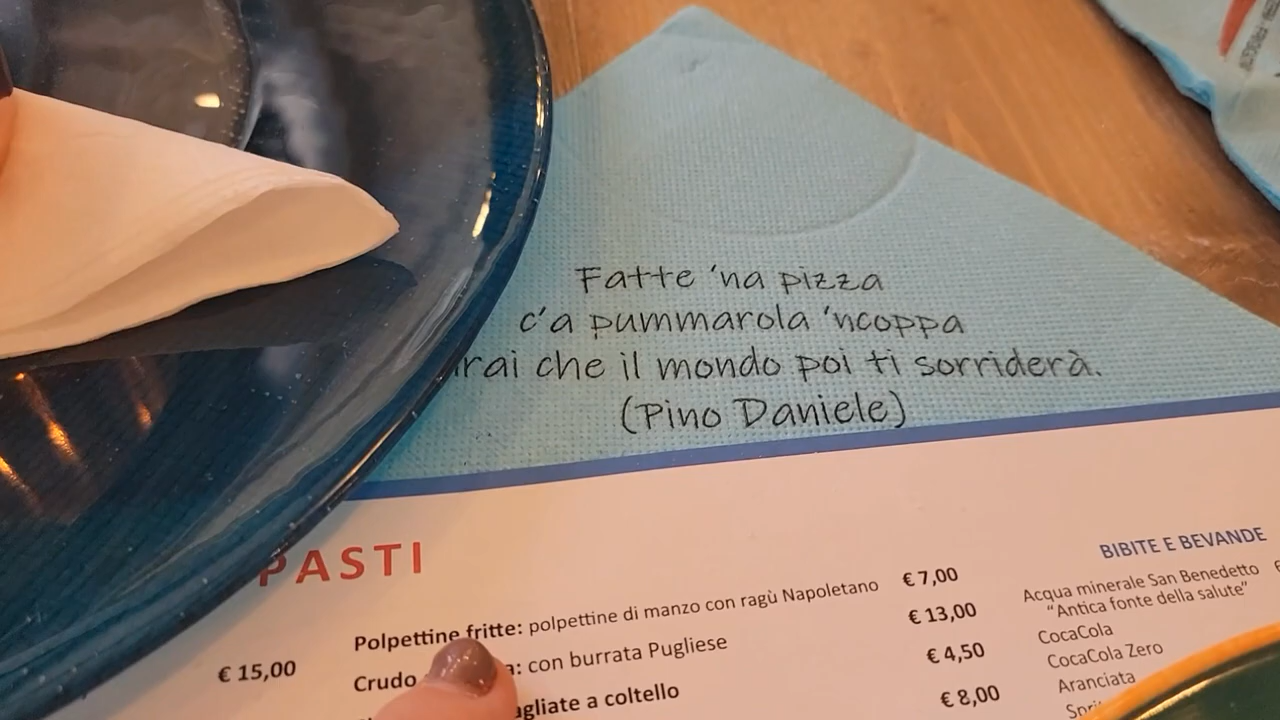 Fatte 'na pizza
c'a pummarola 'ncoppa
che il mondo poi ti sorriderà.
(Pino Daniele)
PASTI
€ 15,00
Polpettine fritte: polpettine di manzo con ragù Napoletano € 7,00
Crudo con burrata Pugliese € 13,00
a coltello € 4,50
€ 8,00
BIBITE E BEVANDE
Acqua minerale San Benedetto
"Antica fonte della salute"
CocaCola
CocaCola Zero
Aranciata